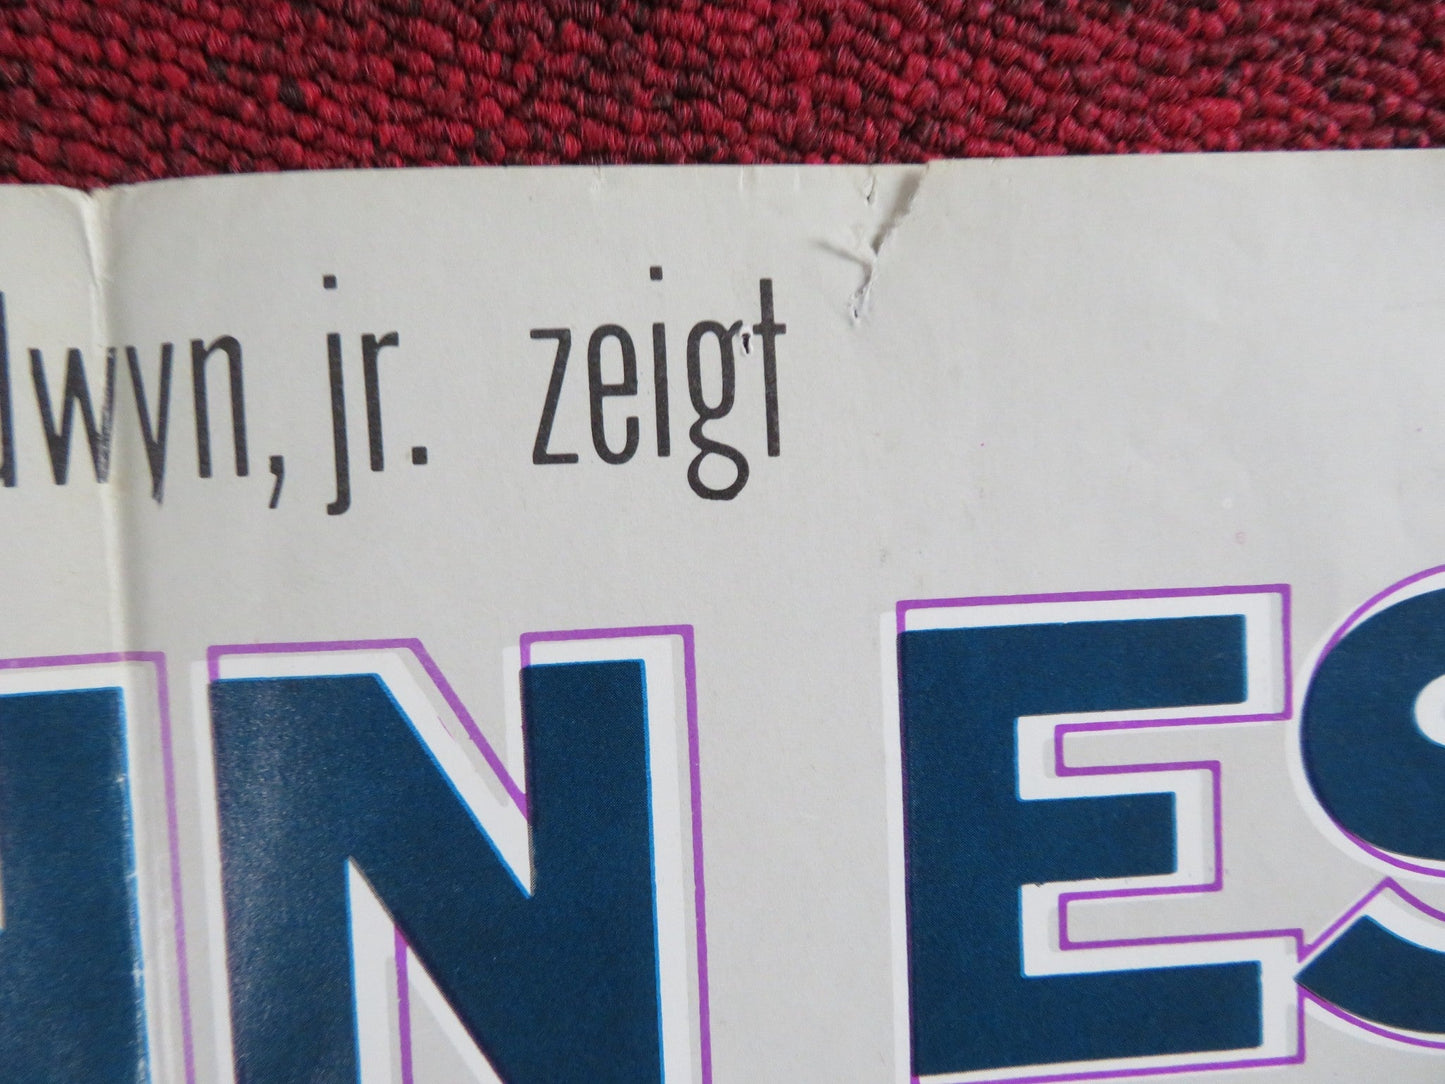 dwyn, jr. zeigt
N ES